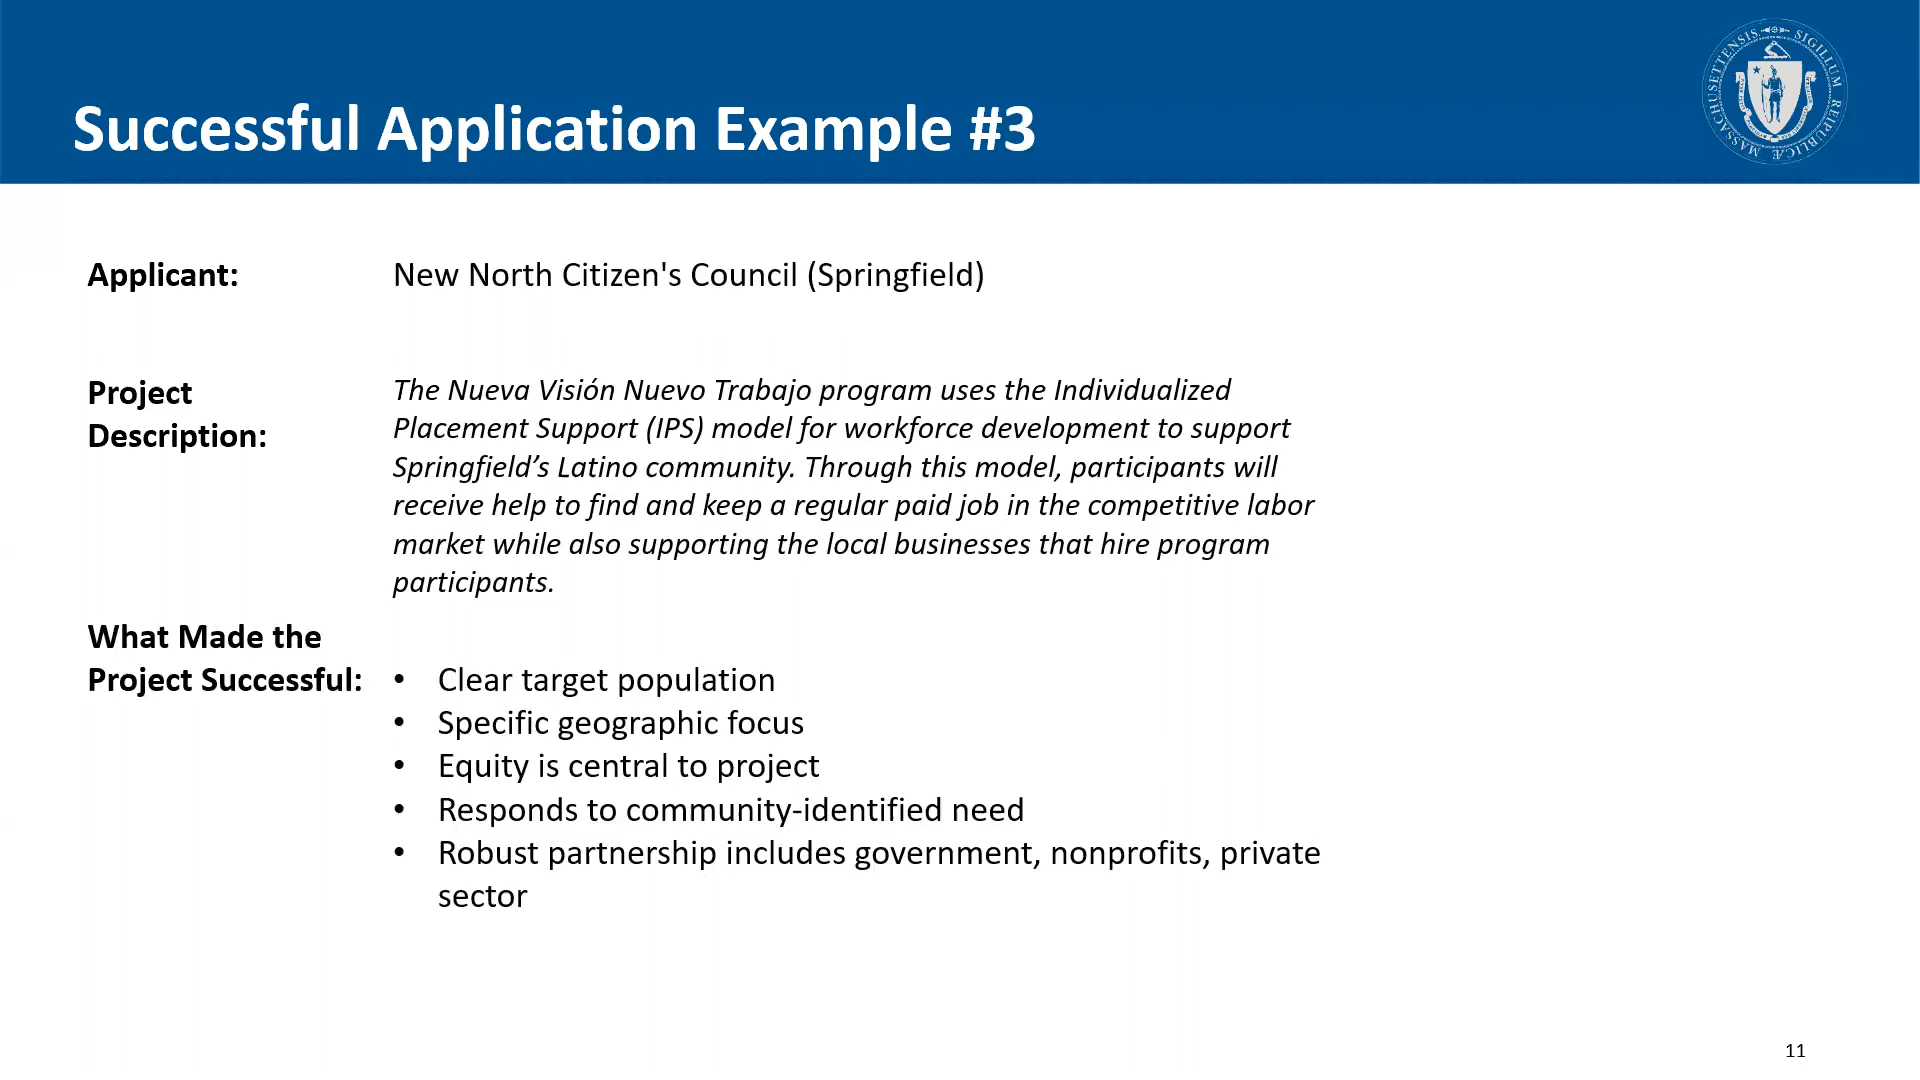 Successful Application Example #3
SIGILLUM REIPUBLICÆ MASSACHUSETTENSIS
Applicant:
New North Citizen's Council (Springfield)
Project
Description:
The Nueva Visión Nuevo Trabajo program uses the Individualized
Placement Support (IPS) model for workforce development to support
Springfield’s Latino community. Through this model, participants will
receive help to find and keep a regular paid job in the competitive labor
market while also supporting the local businesses that hire program
participants.
What Made the
Project Successful:
• Clear target population
• Specific geographic focus
• Equity is central to project
• Responds to community-identified need
• Robust partnership includes government, nonprofits, private
sector
11